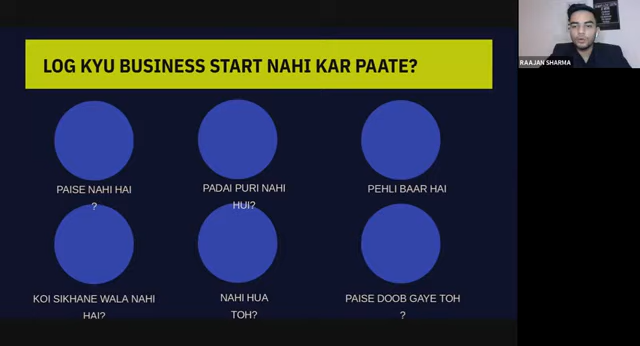 LOG KYU BUSINESS START NAHI KAR PAATE?
RAAJAN SHARMA
PAISE NAHI HAI
?
PADAI PURI NAHI
HUI?
PEHLI BAAR HAI
KOI SIKHANE WALA NAHI
HAI?
NAHI HUA
TOH?
PAISE DOOB GAYE TOH
?